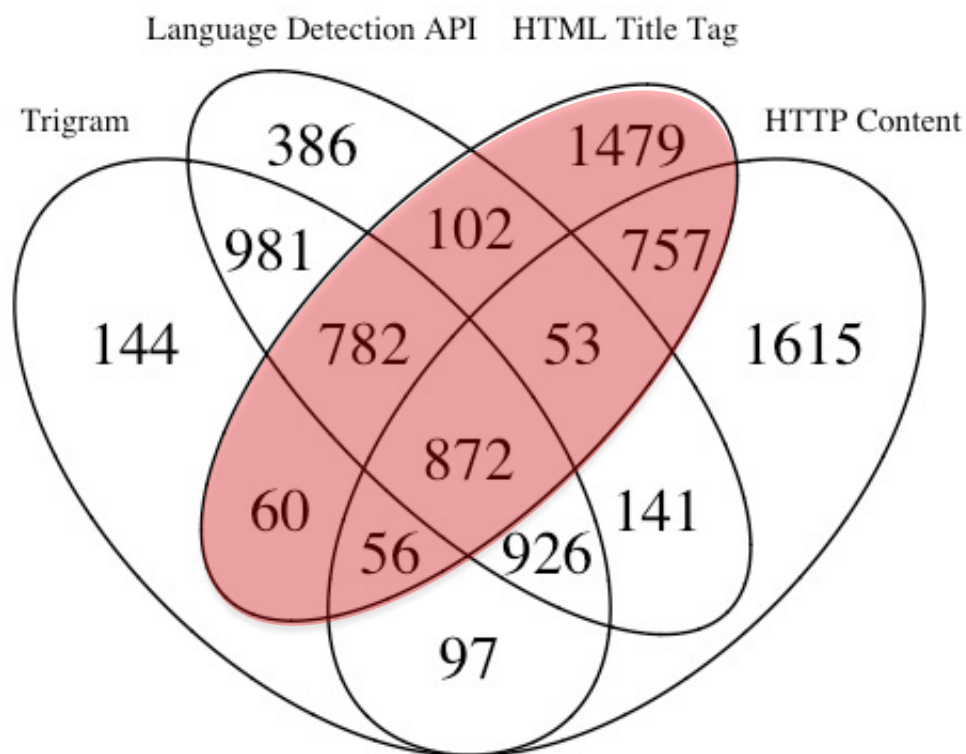 Language Detection API HTML Title Tag
Trigram HTTP Content
386 1479
981 102 757
144 782 53 1615
872
60 56 926 141
97